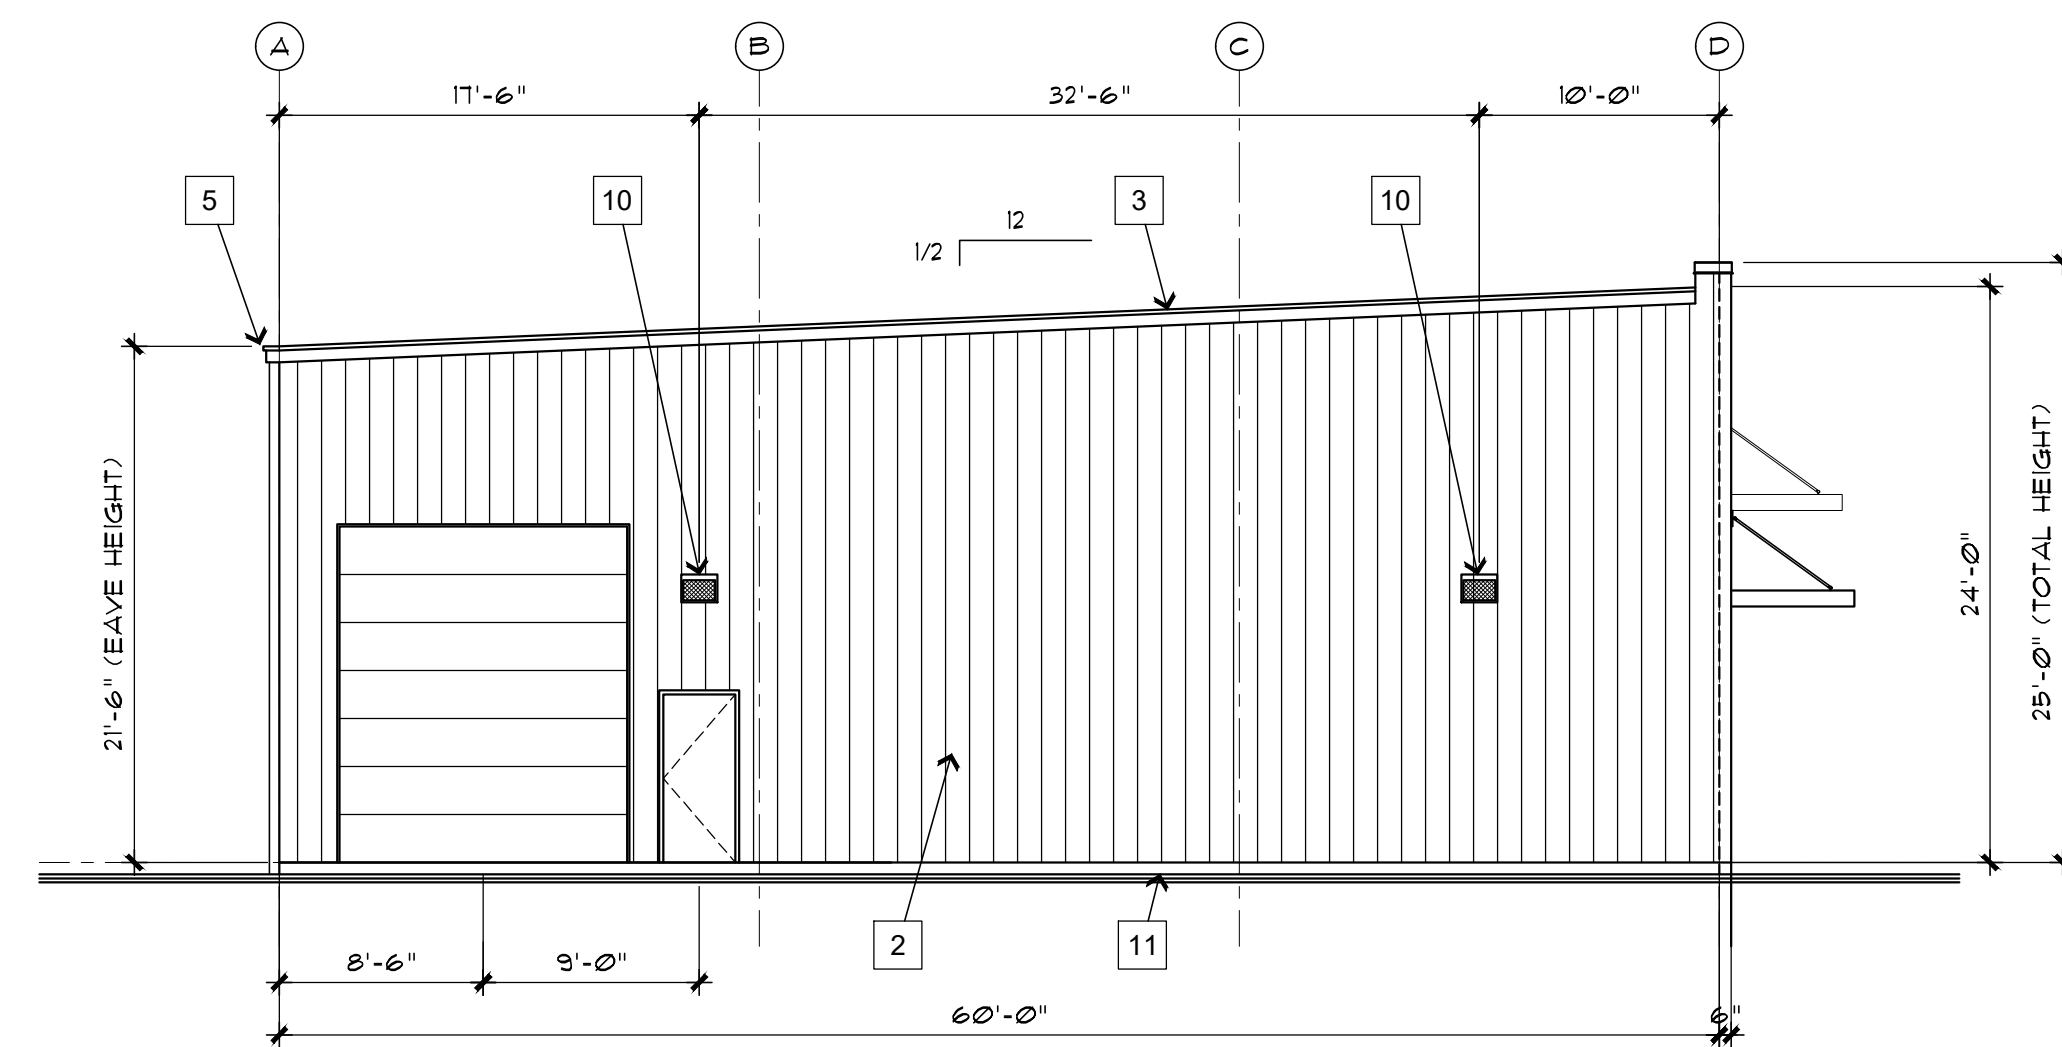 A B C D
17'-6" 32'-6" 10'-0"
5 10 3 10
12
1/2
21'-6" (EAVE HEIGHT)
24'-0"
25'-0" (TOTAL HEIGHT)
2 11
8'-6" 9'-0"
60'-0" 6"